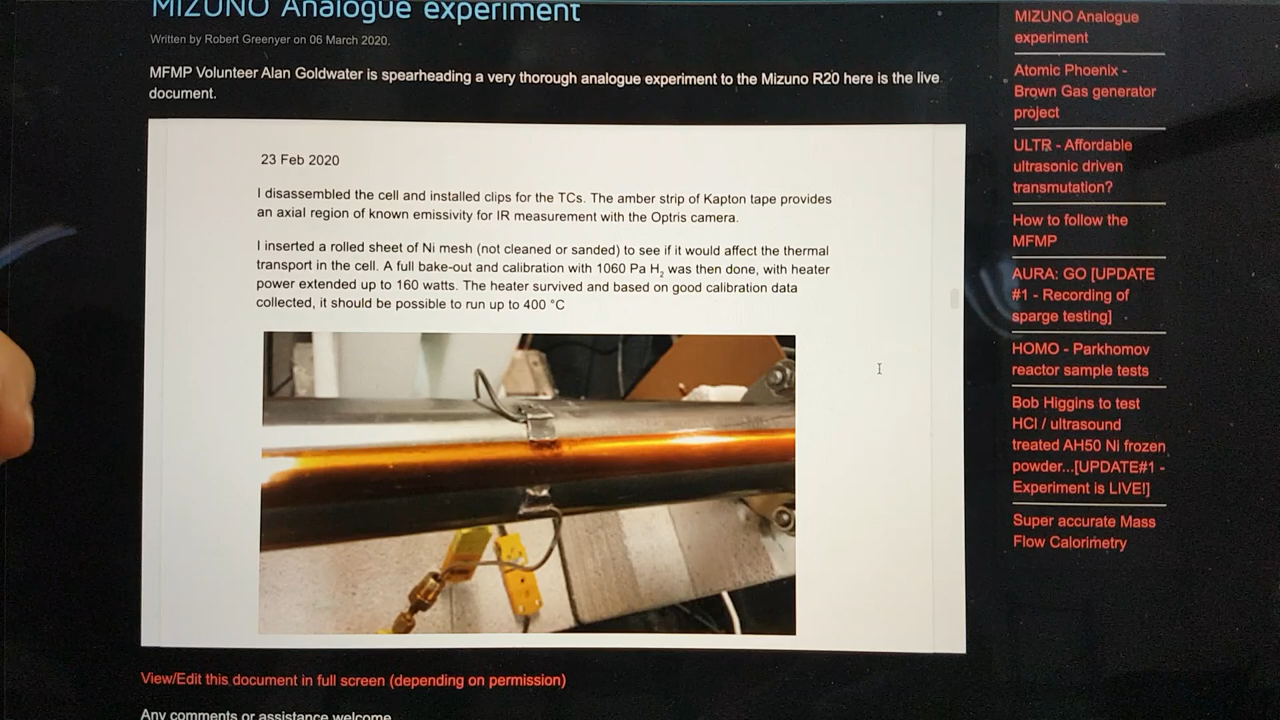 MIZUNO Analogue experiment
Written by Robert Greenyer on 06 March 2020.
MFMP Volunteer Alan Goldwater is spearheading a very thorough analogue experiment to the Mizuno R20 here is the live
document.
23 Feb 2020
I disassembled the cell and installed clips for the TCs. The amber strip of Kapton tape provides
an axial region of known emissivity for IR measurement with the Optris camera.
I inserted a rolled sheet of Ni mesh (not cleaned or sanded) to see if it would affect the thermal
transport in the cell. A full bake-out and calibration with 1060 Pa H₂ was then done, with heater
power extended up to 160 watts. The heater survived and based on good calibration data
collected, it should be possible to run up to 400 °C
View/Edit this document in full screen (depending on permission)
Any comments or assistance welcome
MIZUNO Analogue
experiment
Atomic Phoenix -
Brown Gas generator
project
ULTR - Affordable
ultrasonic driven
transmutation?
How to follow the
MFMP
AURA: GO [UPDATE
#1 - Recording of
sparge testing]
HOMO - Parkhomov
reactor sample tests
Bob Higgins to test
HCl / ultrasound
treated AH50 Ni frozen
powder...[UPDATE#1 -
Experiment is LIVE!]
Super accurate Mass
Flow Calorimetry